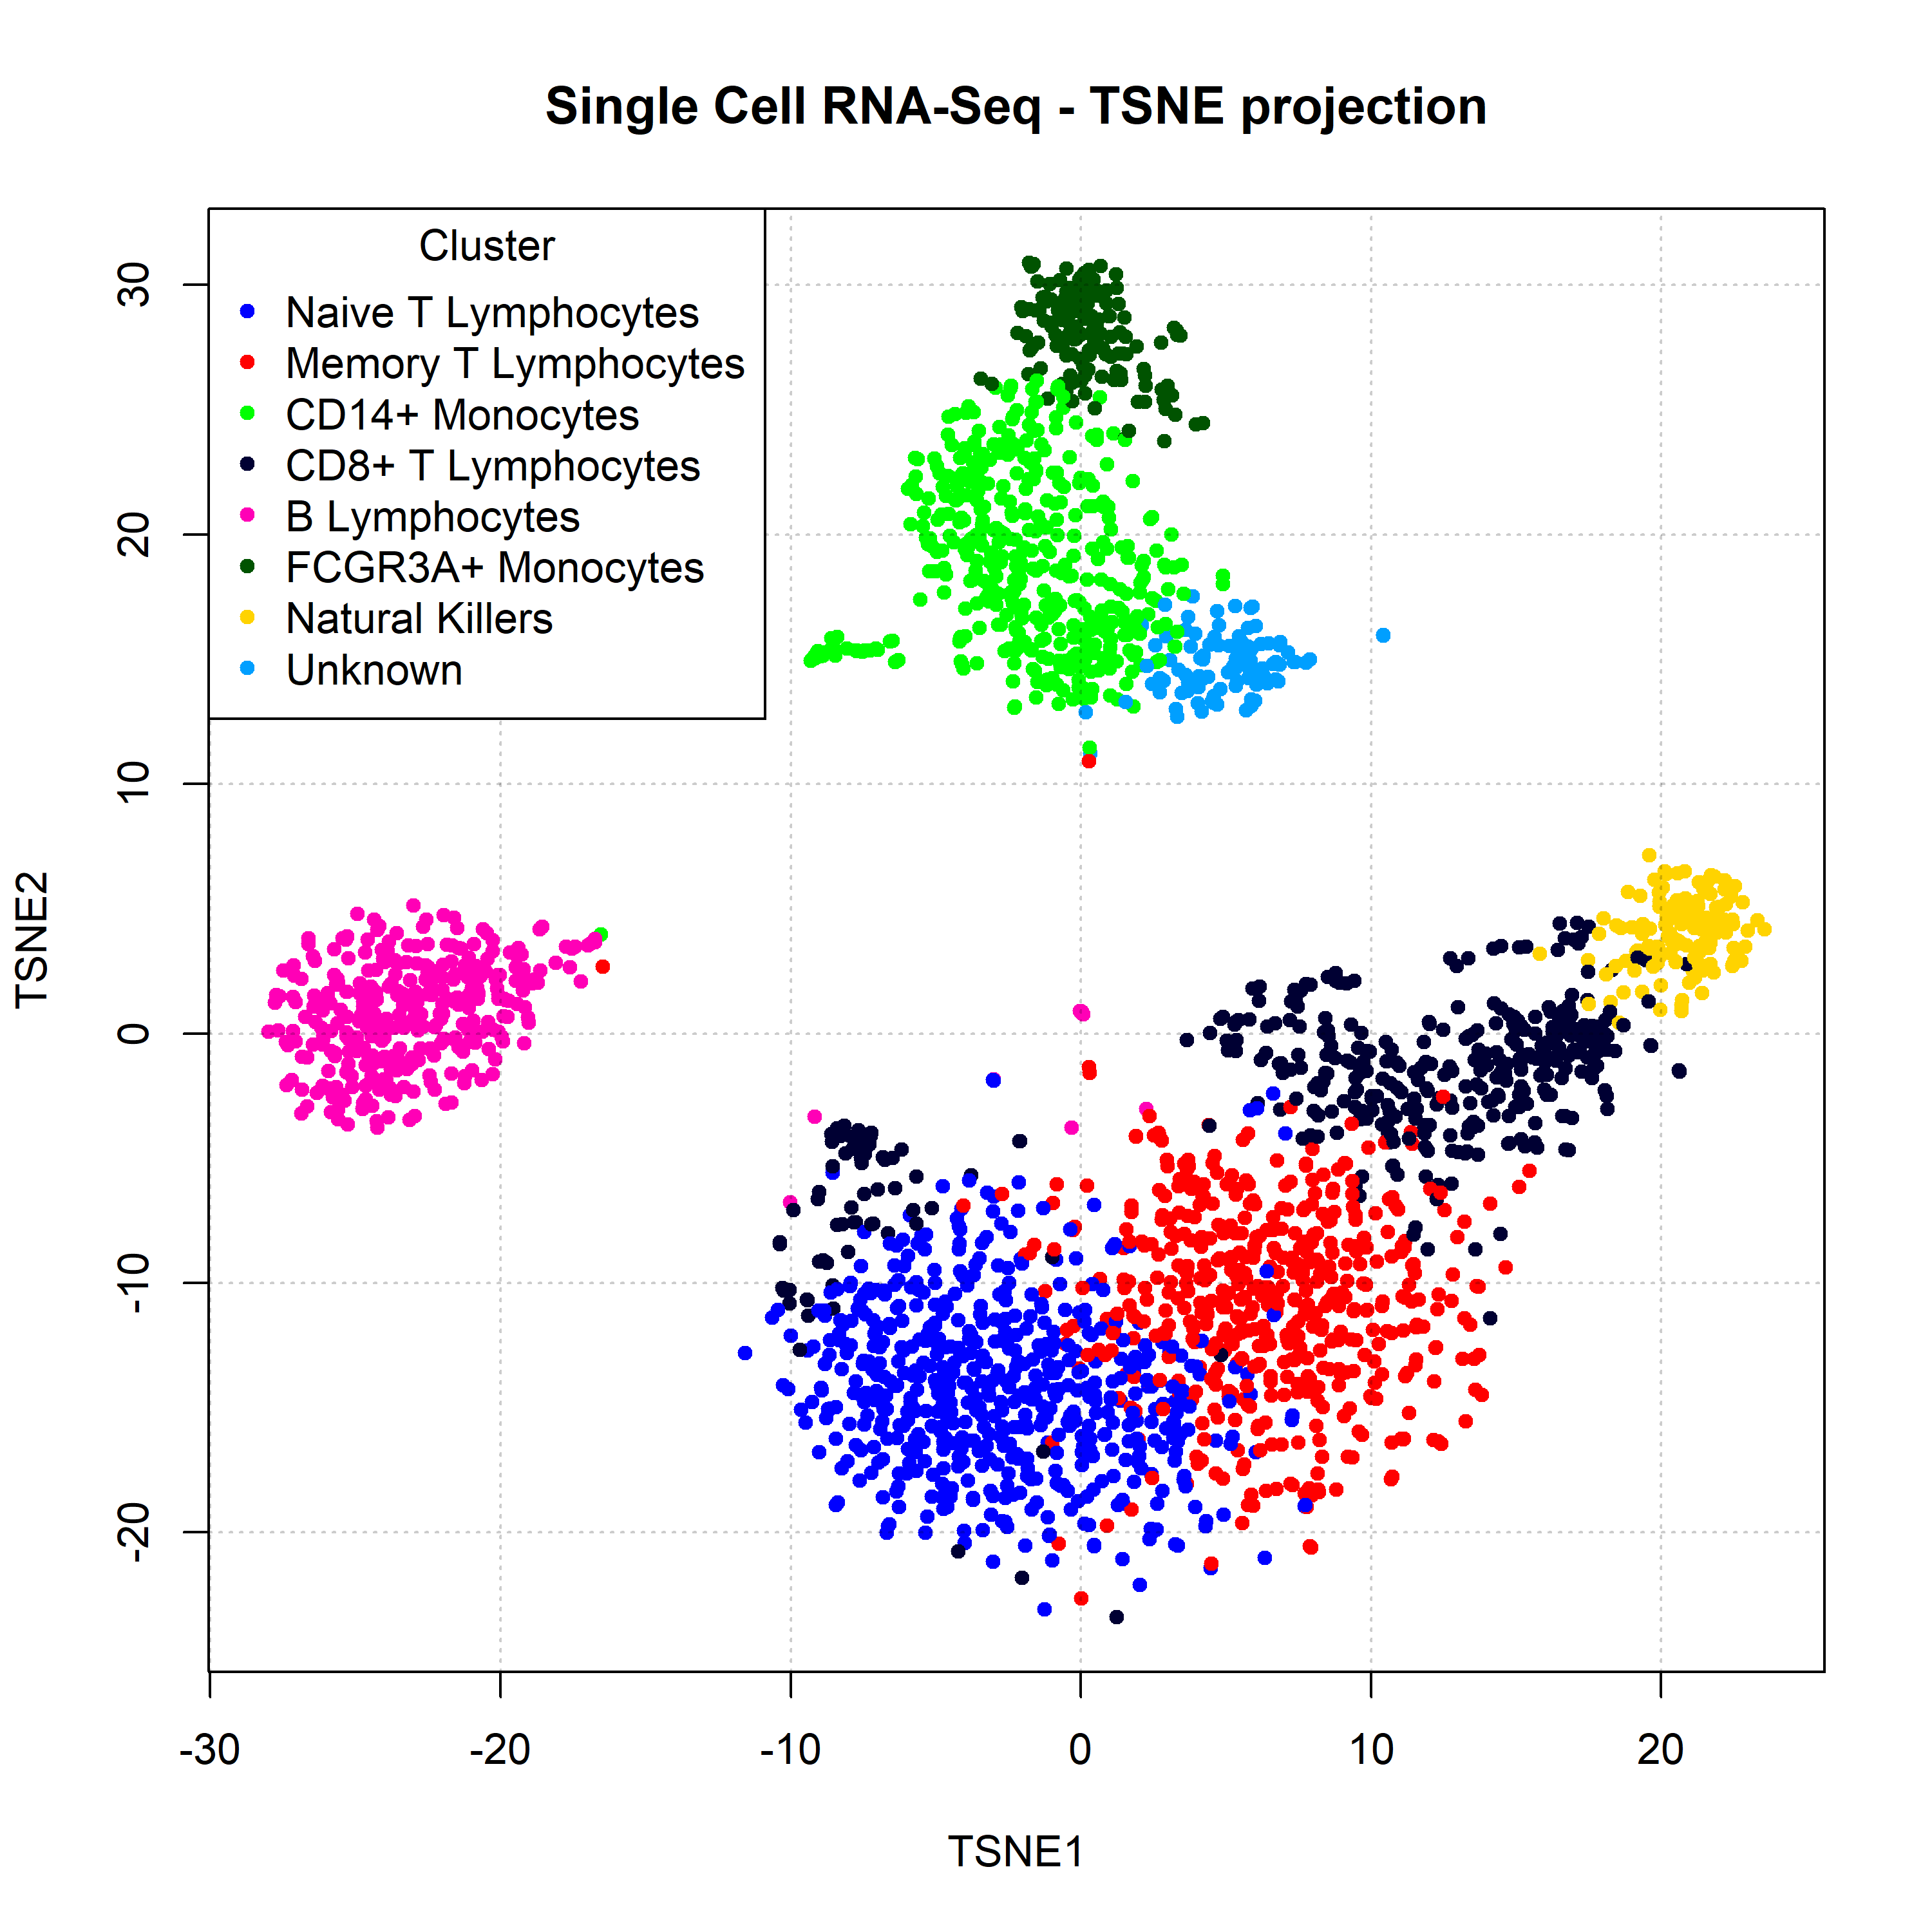 Single Cell RNA-Seq - TSNE projection
Cluster
Naive T Lymphocytes
Memory T Lymphocytes
CD14+ Monocytes
CD8+ T Lymphocytes
B Lymphocytes
FCGR3A+ Monocytes
Natural Killers
Unknown
30
20
10
0
-10
-20
TSNE2
-30 -20 -10 0 10 20
TSNE1